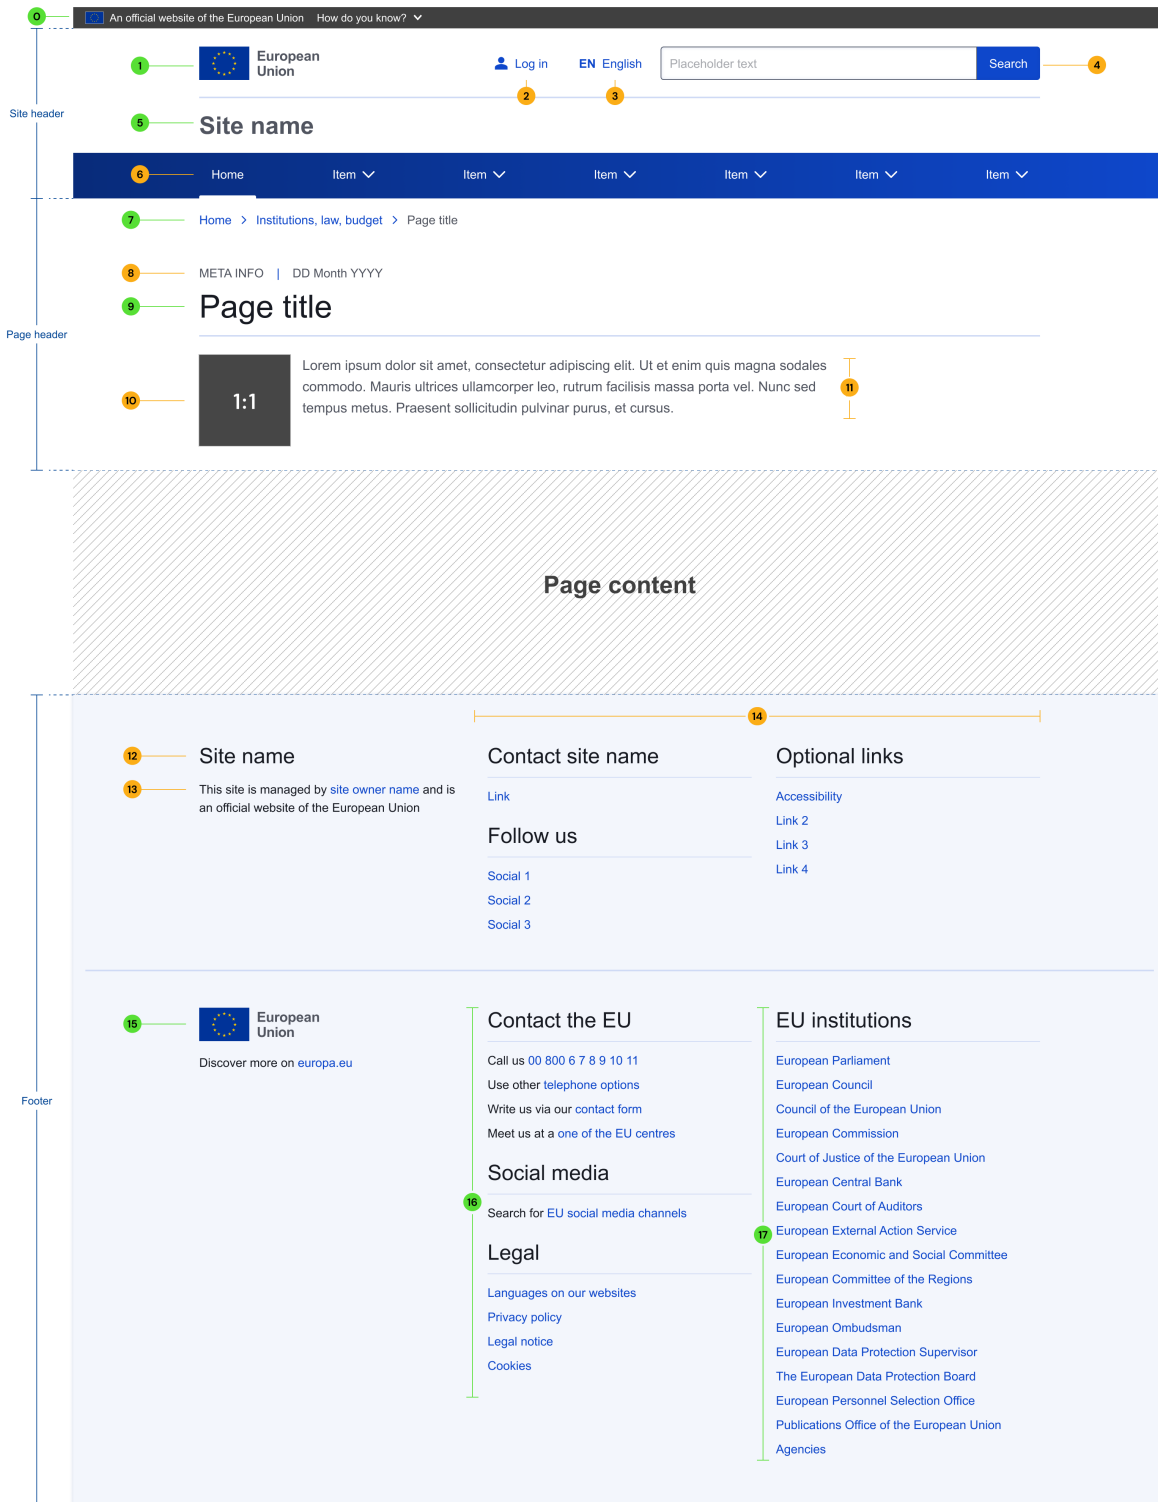 0
An official website of the European Union How do you know?
1
European
Union
Log in
EN English
Placeholder text
Search
4
2
3
Site header
5
Site name
6
Home
Item
Item
Item
Item
Item
Item
7
Home > Institutions, law, budget > Page title
8
META INFO | DD Month YYYY
9
Page title
Page header
10
1:1
Lorem ipsum dolor sit amet, consectetur adipiscing elit. Ut et enim quis magna sodales
commodo. Mauris ultrices ullamcorper leo, rutrum facilisis massa porta vel. Nunc sed
tempus metus. Praesent sollicitudin pulvinar purus, et cursus.
11
Page content
14
12
Site name
13
This site is managed by site owner name and is
an official website of the European Union
Contact site name
Link
Follow us
Social 1
Social 2
Social 3
Optional links
Accessibility
Link 2
Link 3
Link 4
15
European
Union
Discover more on europa.eu
Footer
16
Contact the EU
Call us 00 800 6 7 8 9 10 11
Use other telephone options
Write us via our contact form
Meet us at a one of the EU centres
Social media
Search for EU social media channels
Legal
Languages on our websites
Privacy policy
Legal notice
Cookies
17
EU institutions
European Parliament
European Council
Council of the European Union
European Commission
Court of Justice of the European Union
European Central Bank
European Court of Auditors
European External Action Service
European Economic and Social Committee
European Committee of the Regions
European Investment Bank
European Ombudsman
European Data Protection Supervisor
The European Data Protection Board
European Personnel Selection Office
Publications Office of the European Union
Agencies